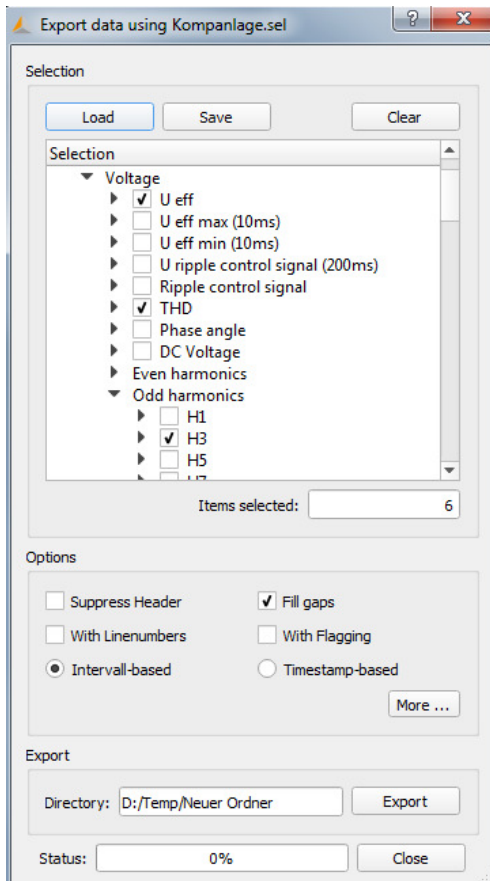 Export data using Kompanlage.sel
Selection
Load Save Clear
Selection
Voltage
U eff
U eff max (10ms)
U eff min (10ms)
U ripple control signal (200ms)
Ripple control signal
THD
Phase angle
DC Voltage
Even harmonics
Odd harmonics
H1
H3
H5
Items selected: 6
Options
Suppress Header Fill gaps
With Linenumbers With Flagging
Intervall-based Timestamp-based
More ...
Export
Directory: D:/Temp/Neuer Ordner Export
Status: 0% Close